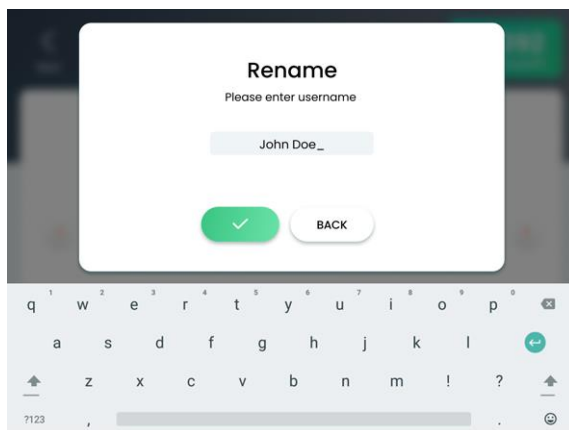 Rename
Please enter username
John Doe_
BACK
q 1 w 2 e 3 r 4 t 5 y 6 u 7 i 8 o 9 p 0
a s d f g h j k l
z x c v b n m ! ?
?123 , .